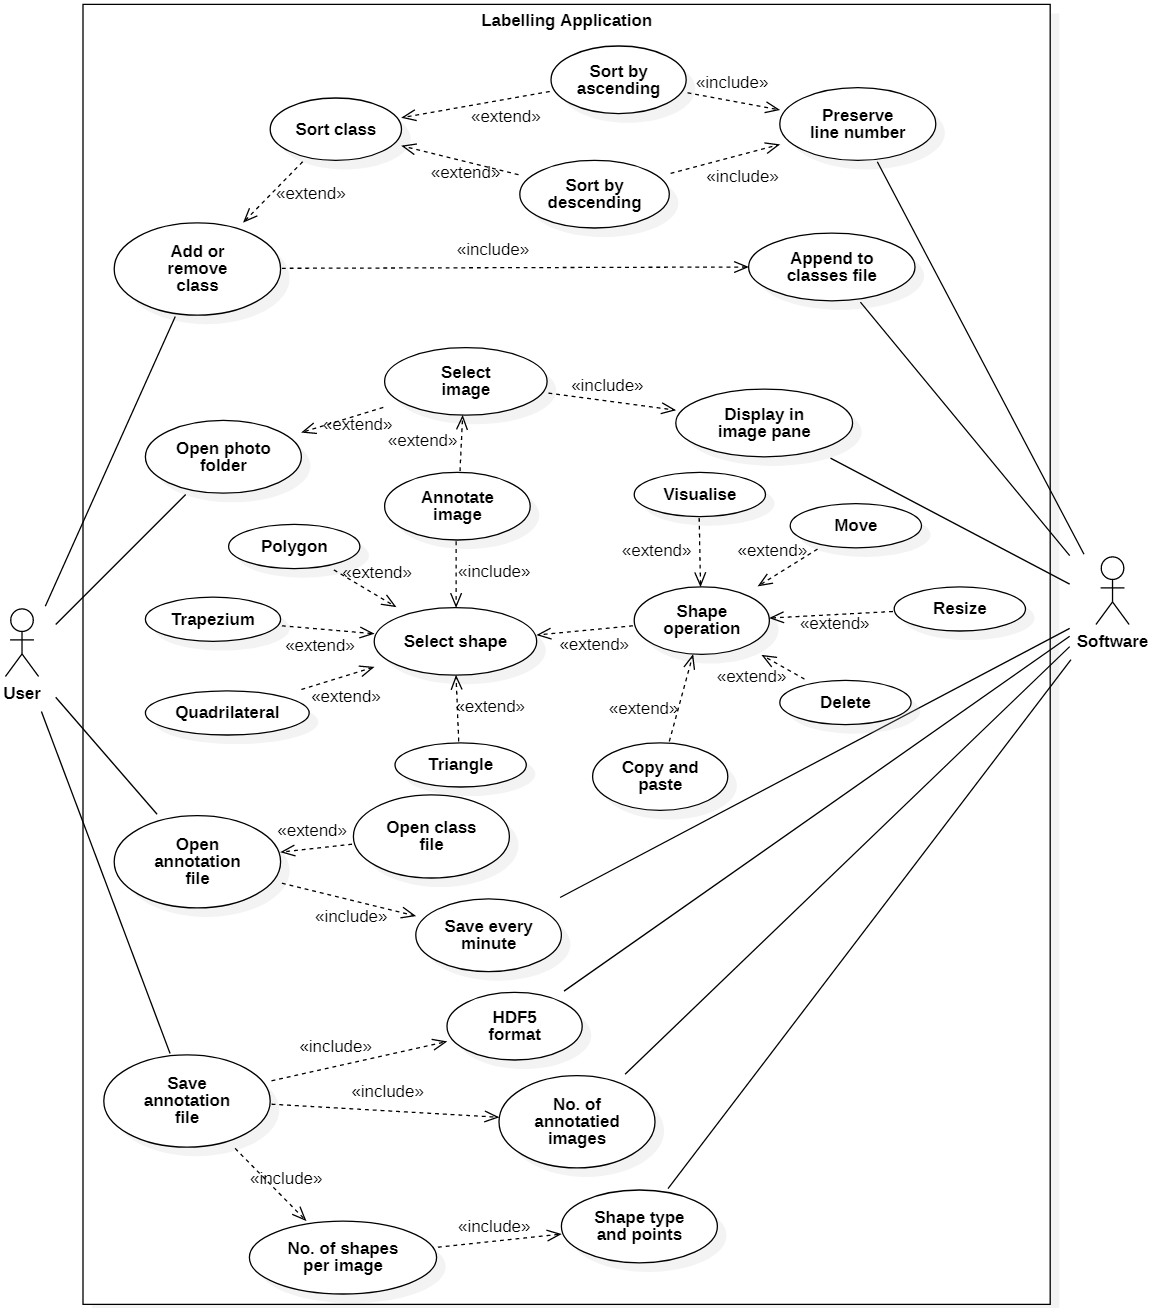 Labelling Application
Sort by
ascending
«include»
«extend»
Preserve
line number
Sort class
«extend»
«include»
Sort by
descending
«extend»
Add or
remove
class
«include»
Append to
classes file
Select
image
«include»
Display in
image pane
«extend»
«extend»
Open photo
folder
Annotate
image
Visualise
Move
Polygon
«extend»
«extend»
«extend»
«include»
Trapezium
«extend»
Select shape
«extend»
Shape
operation
Resize
«extend»
User
Software
Quadrilateral
«extend»
«extend»
«extend»
«extend»
Delete
Triangle
Copy and
paste
Open class
file
«extend»
Open
annotation
file
«include»
Save every
minute
HDF5
format
«include»
Save
annotation
file
«include»
No. of
annotatied
images
«include»
No. of shapes
per image
«include»
Shape type
and points